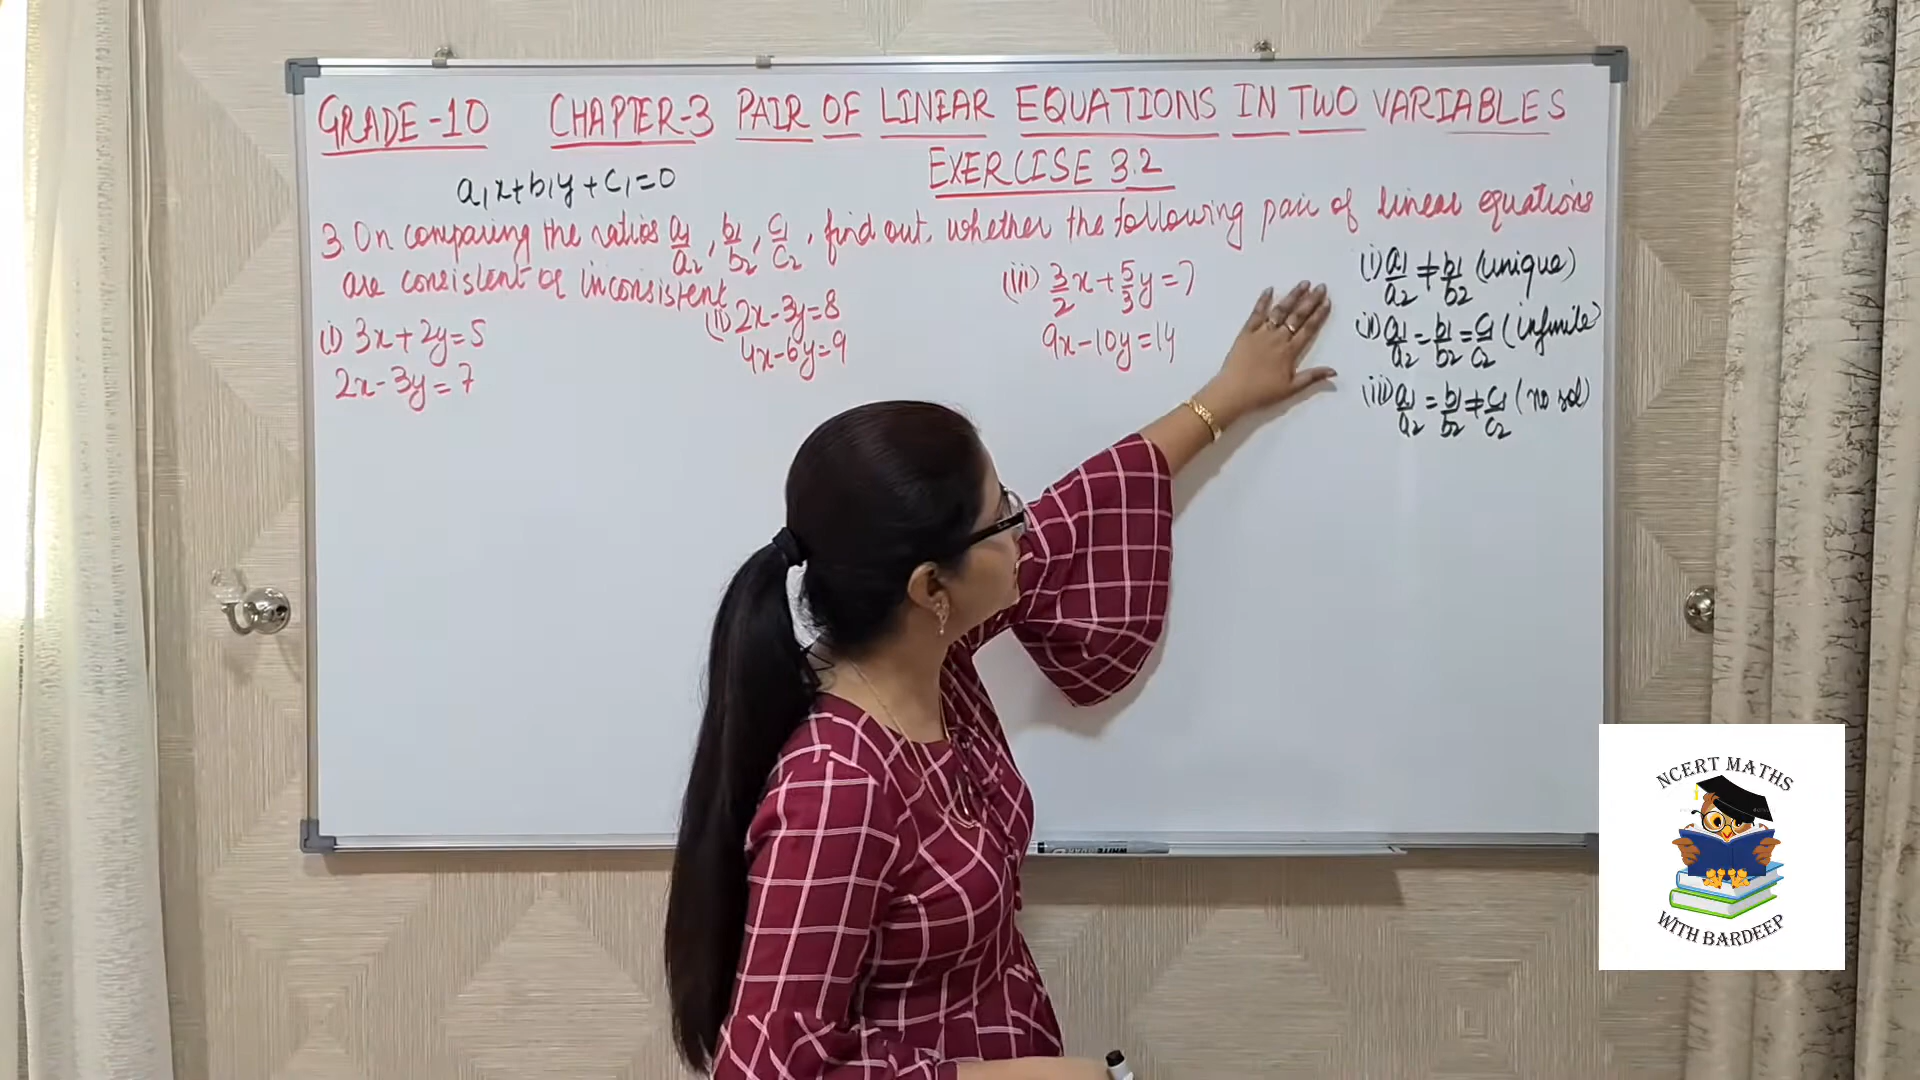 GRADE-10 CHAPTER-3 PAIR OF LINEAR EQUATIONS IN TWO VARIABLES
EXERCISE 3.2
a₁x+b₁y+c₁=0
3. On comparing the ratios a₁/a₂, b₁/b₂, c₁/c₂, find out, whether the following pair of linear equations
are consistent or inconsistent
(i) 3x+2y=5
2x-3y=7
(ii) 2x-3y=8
4x-6y=9
(iii) 3/2x+5/3y=7
9x-10y=14
(i) a₁/a₂ ≠ b₁/b₂ (unique)
ii) a₁/a₂ = b₁/b₂ = c₁/c₂ (infinite)
(iii) a₁/a₂ = b₁/b₂ ≠ c₁/c₂ (no sol)
NCERT MATHS
WITH BARDEEP